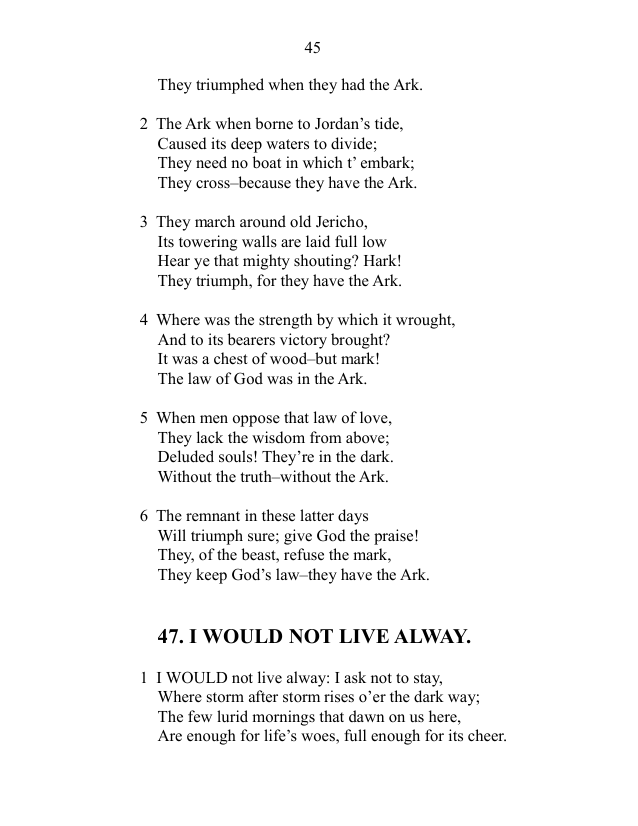 45
They triumphed when they had the Ark.
2 The Ark when borne to Jordan’s tide,
Caused its deep waters to divide;
They need no boat in which t’ embark;
They cross–because they have the Ark.
3 They march around old Jericho,
Its towering walls are laid full low
Hear ye that mighty shouting? Hark!
They triumph, for they have the Ark.
4 Where was the strength by which it wrought,
And to its bearers victory brought?
It was a chest of wood–but mark!
The law of God was in the Ark.
5 When men oppose that law of love,
They lack the wisdom from above;
Deluded souls! They’re in the dark.
Without the truth–without the Ark.
6 The remnant in these latter days
Will triumph sure; give God the praise!
They, of the beast, refuse the mark,
They keep God’s law–they have the Ark.
47. I WOULD NOT LIVE ALWAY.
1 I WOULD not live alway: I ask not to stay,
Where storm after storm rises o’er the dark way;
The few lurid mornings that dawn on us here,
Are enough for life’s woes, full enough for its cheer.